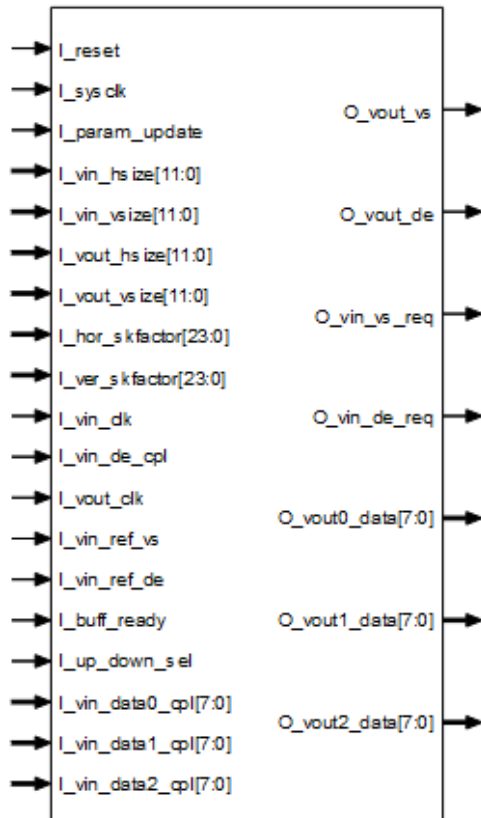 I_reset
I_sysclk
I_param_update
I_vin_hsize[11:0]
I_vin_vsize[11:0]
I_vout_hsize[11:0]
I_vout_vsize[11:0]
I_hor_skfactor[23:0]
I_ver_skfactor[23:0]
I_vin_clk
I_vin_de_cpl
I_vout_clk
I_vin_ref_vs
I_vin_ref_de
I_buff_ready
I_up_down_sel
I_vin_data0_cpl[7:0]
I_vin_data1_cpl[7:0]
I_vin_data2_cpl[7:0]
O_vout_vs
O_vout_de
O_vin_vs_req
O_vin_de_req
O_vout0_data[7:0]
O_vout1_data[7:0]
O_vout2_data[7:0]